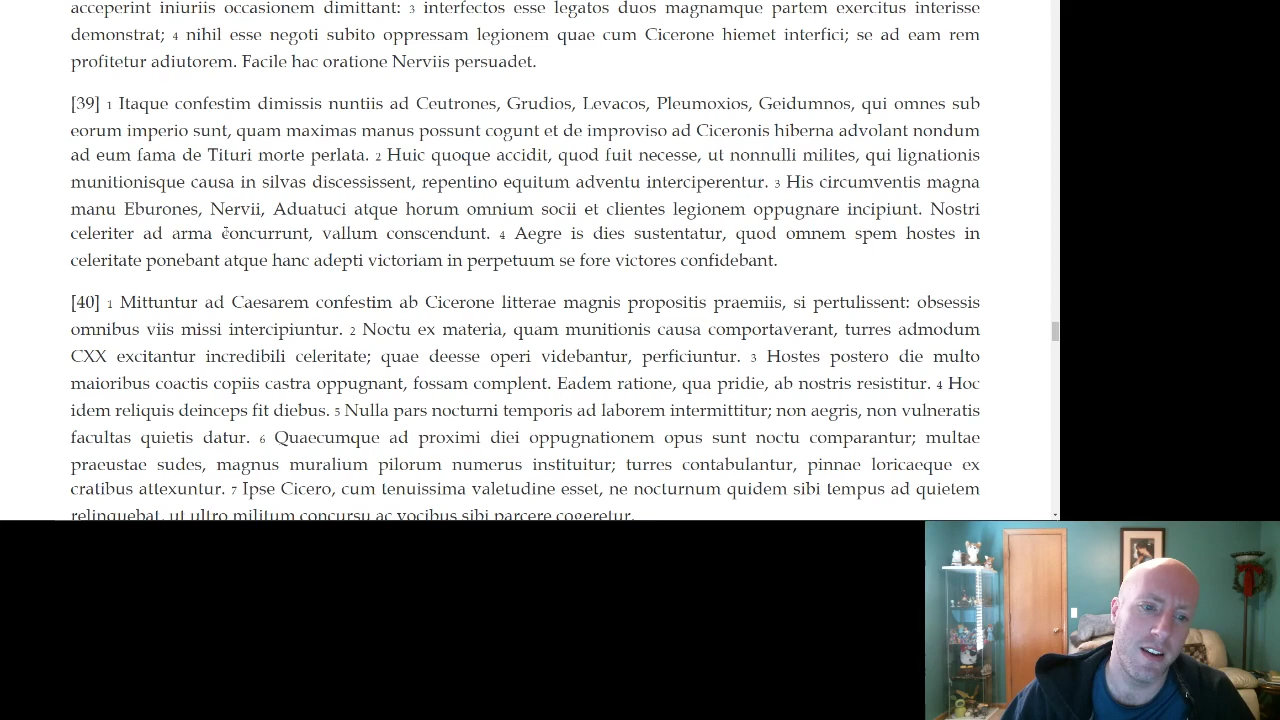 acceperint iniuriis occasionem dimittant: 3 interfectos esse legatos duos magnamque partem exercitus interisse
demonstrat; 4 nihil esse negoti subito oppressam legionem quae cum Cicerone hiemet interfici; se ad eam rem
profitetur adiutorem. Facile hac oratione Nerviis persuadet.
[39] 1 Itaque confestim dimissis nuntiis ad Ceutrones, Grudios, Levacos, Pleumoxios, Geidumnos, qui omnes sub
eorum imperio sunt, quam maximas manus possunt cogunt et de improviso ad Ciceronis hiberna advolant nondum
ad eum fama de Tituri morte perlata. 2 Huic quoque accidit, quod fuit necesse, ut nonnulli milites, qui lignationis
munitionisque causa in silvas discessissent, repentino equitum adventu interciperentur. 3 His circumventis magna
manu Eburones, Nervii, Aduatuci atque horum omnium socii et clientes legionem oppugnare incipiunt. Nostri
celeriter ad arma concurrunt, vallum conscendunt. 4 Aegre is dies sustentatur, quod omnem spem hostes in
celeritate ponebant atque hanc adepti victoriam in perpetuum se fore victores confidebant.
[40] 1 Mittuntur ad Caesarem confestim ab Cicerone litterae magnis propositis praemiis, si pertulissent: obsessis
omnibus viis missi intercipiuntur. 2 Noctu ex materia, quam munitionis causa comportaverant, turres admodum
CXX excitantur incredibili celeritate; quae deesse operi videbantur, perficiuntur. 3 Hostes postero die multo
maioribus coactis copiis castra oppugnant, fossam complent. Eadem ratione, qua pridie, ab nostris resistitur. 4 Hoc
idem reliquis deinceps fit diebus. 5 Nulla pars nocturni temporis ad laborem intermittitur; non aegris, non vulneratis
facultas quietis datur. 6 Quaecumque ad proximi diei oppugnationem opus sunt noctu comparantur; multae
praeustae sudes, magnus muralium pilorum numerus instituitur; turres contabulantur, pinnae loricaeque ex
cratibus attexuntur. 7 Ipse Cicero, cum tenuissima valetudine esset, ne nocturnum quidem sibi tempus ad quietem
relinquebat, ut ultro militum concursu ac vocibus sibi parcere cogeretur.